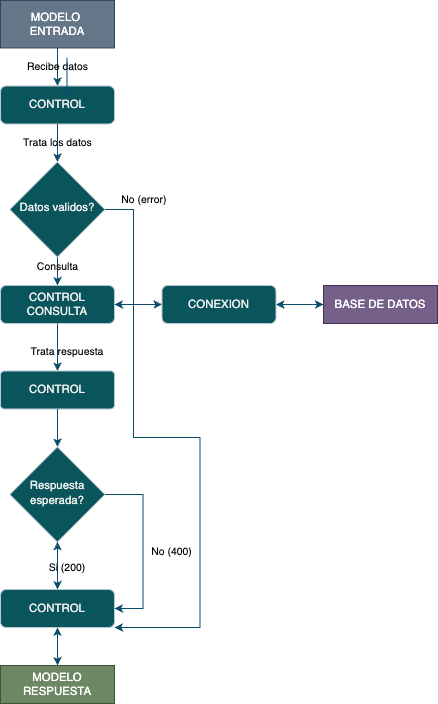 MODELO
ENTRADA
Recibe datos
CONTROL
Trata los datos
Datos validos?
No (error)
Consulta
CONTROL
CONSULTA
CONEXION
BASE DE DATOS
Trata respuesta
CONTROL
Respuesta
esperada?
No (400)
Sí (200)
CONTROL
MODELO
RESPUESTA